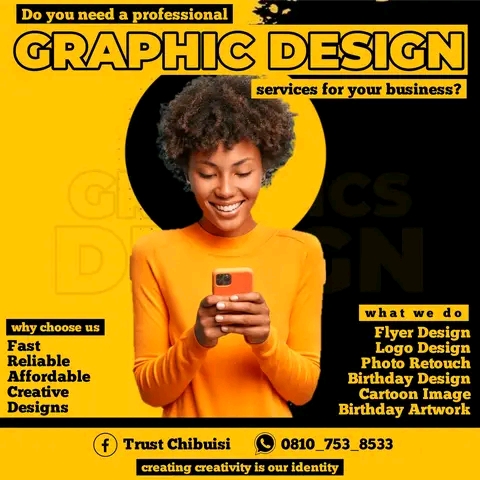 Do you need a professional
GRAPHIC DESIGN
services for your business?
GRAPHICS
DESIGN
why choose us
Fast
Reliable
Affordable
Creative
Designs
what we do
Flyer Design
Logo Design
Photo Retouch
Birthday Design
Cartoon Image
Birthday Artwork
Trust Chibuisi
0810_753_8533
creating creativity is our identity